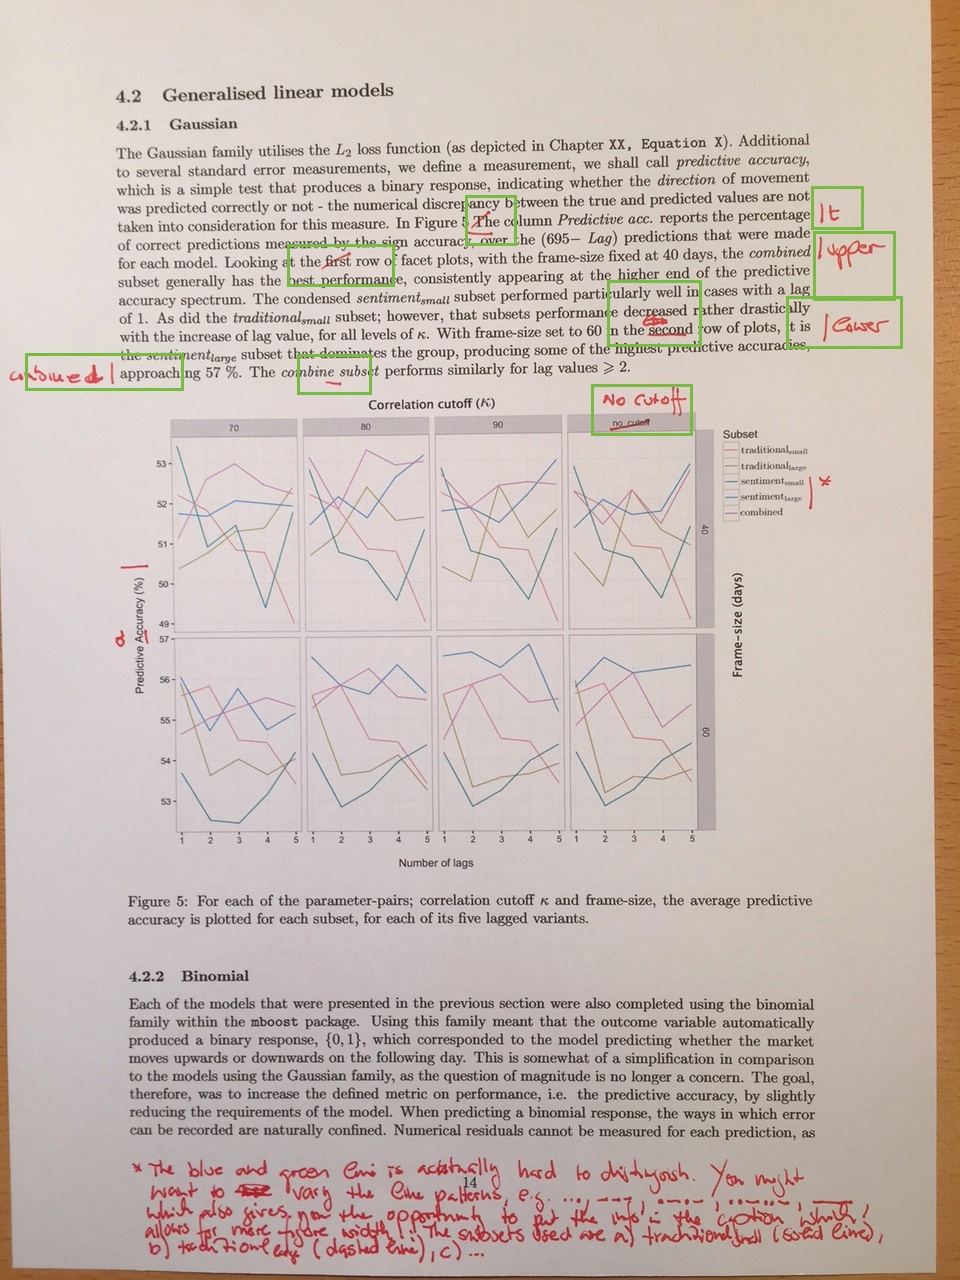 4.2 Generalised linear models
4.2.1 Gaussian
The Gaussian family utilises the L2 loss function (as depicted in Chapter XX, Equation X). Additional
to several standard error measurements, we define a measurement, we shall call predictive accuracy,
which is a simple test that produces a binary response, indicating whether the direction of movement
was predicted correctly or not - the numerical discrepancy between the true and predicted values are not
taken into consideration for this measure. In Figure 5 The column Predictive acc. reports the percentage
|t
of correct predictions measured by the sign accuracy, over the (695− Lag) predictions that were made
for each model. Looking at the first row of facet plots, with the frame-size fixed at 40 days, the combined
|upper
subset generally has the best performance, consistently appearing at the higher end of the predictive
accuracy spectrum. The condensed sentimentsmall subset performed particularly well in cases with a lag
of 1. As did the traditionalsmall subset; however, that subsets performance decreased rather drastically
with the increase of lag value, for all levels of κ. With frame-size set to 60 in the second row of plots, it is
|lower
the sentimentlarge subset that dominates the group, producing some of the highest predictive accuracies,
combined|
approaching 57 %. The combine subset performs similarly for lag values ⩾ 2.
No cutoff
Correlation cutoff (K)
70 80 90 no_cutoff
Subset
traditionalsmall
traditionallarge
sentimentsmall
sentimentlarge
combined
| *
53
52
51
50
49
40
57
56
55
54
53
60
Predictive Accuracy (%)
a
Frame-size (days)
1 2 3 4 5 1 2 3 4 5 1 2 3 4 5 1 2 3 4 5
Number of lags
Figure 5: For each of the parameter-pairs; correlation cutoff κ and frame-size, the average predictive
accuracy is plotted for each subset, for each of its five lagged variants.
4.2.2 Binomial
Each of the models that were presented in the previous section were also completed using the binomial
family within the mboost package. Using this family meant that the outcome variable automatically
produced a binary response, {0, 1}, which corresponded to the model predicting whether the market
moves upwards or downwards on the following day. This is somewhat of a simplification in comparison
to the models using the Gaussian family, as the question of magnitude is no longer a concern. The goal,
therefore, was to increase the defined metric on performance, i.e. the predictive accuracy, by slightly
reducing the requirements of the model. When predicting a binomial response, the ways in which error
can be recorded are naturally confined. Numerical residuals cannot be measured for each prediction, as
* The blue and green line is actually hard to distinguish. You might
14
want to vary the line patterns, e.g. ...,
which also gives you the opportunity to put the info in the caption which
allows for more figure width!! The subsets used are a) traditional small (solid line),
b) traditional large (dashed line), c) ...